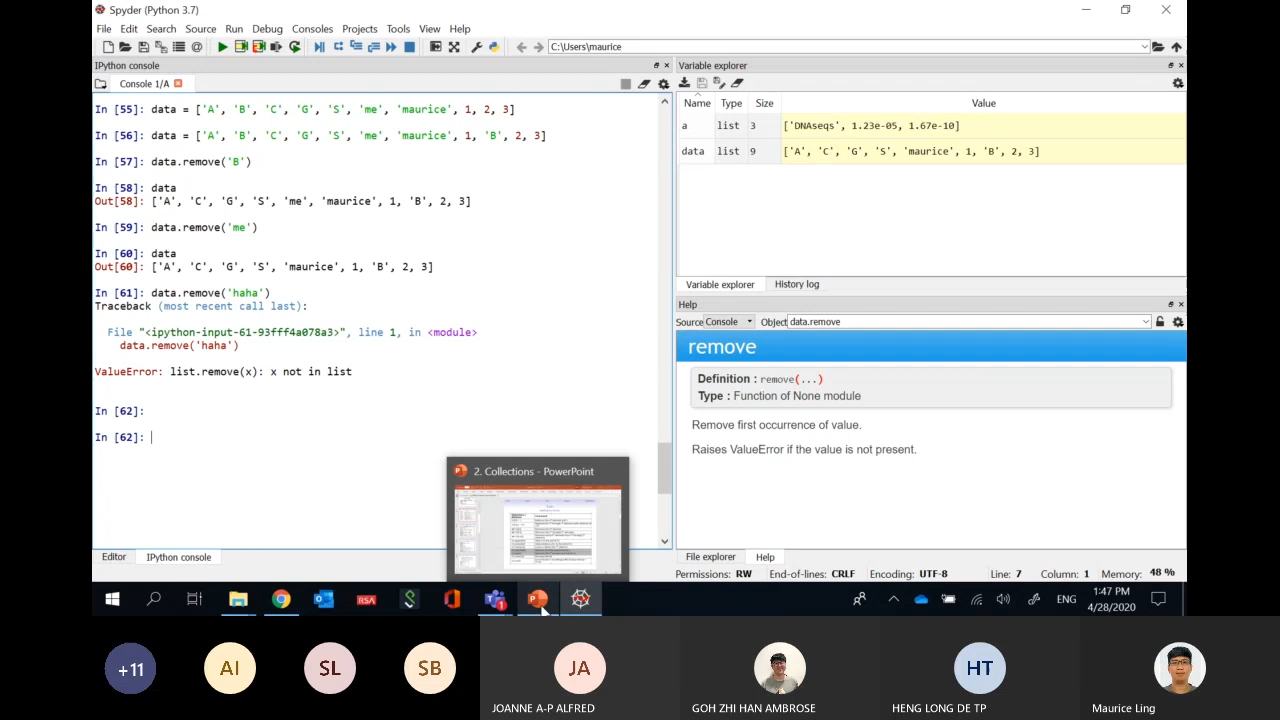 Spyder (Python 3.7)
File Edit Search Source Run Debug Consoles Projects Tools View Help
C:\Users\maurice
IPython console
Console 1/A
In [55]: data = ['A', 'B', 'C', 'G', 'S', 'me', 'maurice', 1, 2, 3]
In [56]: data = ['A', 'B', 'C', 'G', 'S', 'me', 'maurice', 1, 'B', 2, 3]
In [57]: data.remove('B')
In [58]: data
Out[58]: ['A', 'C', 'G', 'S', 'me', 'maurice', 1, 'B', 2, 3]
In [59]: data.remove('me')
In [60]: data
Out[60]: ['A', 'C', 'G', 'S', 'maurice', 1, 'B', 2, 3]
In [61]: data.remove('haha')
Traceback (most recent call last):
File "<ipython-input-61-93fff4a078a3>", line 1, in <module>
data.remove('haha')
ValueError: list.remove(x): x not in list
In [62]:
In [62]:
2. Collections - PowerPoint
Editor IPython console
Variable explorer
Name Type Size Value
a list 3 ['DNAseqs', 1.23e-05, 1.67e-10]
data list 9 ['A', 'C', 'G', 'S', 'maurice', 1, 'B', 2, 3]
Variable explorer History log
Help
Source Console Object data.remove
remove
Definition : remove(...)
Type : Function of None module
Remove first occurrence of value.
Raises ValueError if the value is not present.
File explorer Help
Permissions: RW End-of-lines: CRLF Encoding: UTF-8 Line: 7 Column: 1 Memory: 48 %
RSA
1
ENG
1:47 PM
4/28/2020
+11 AI SL SB JA HT
JOANNE A-P ALFRED GOH ZHI HAN AMBROSE HENG LONG DE TP Maurice Ling